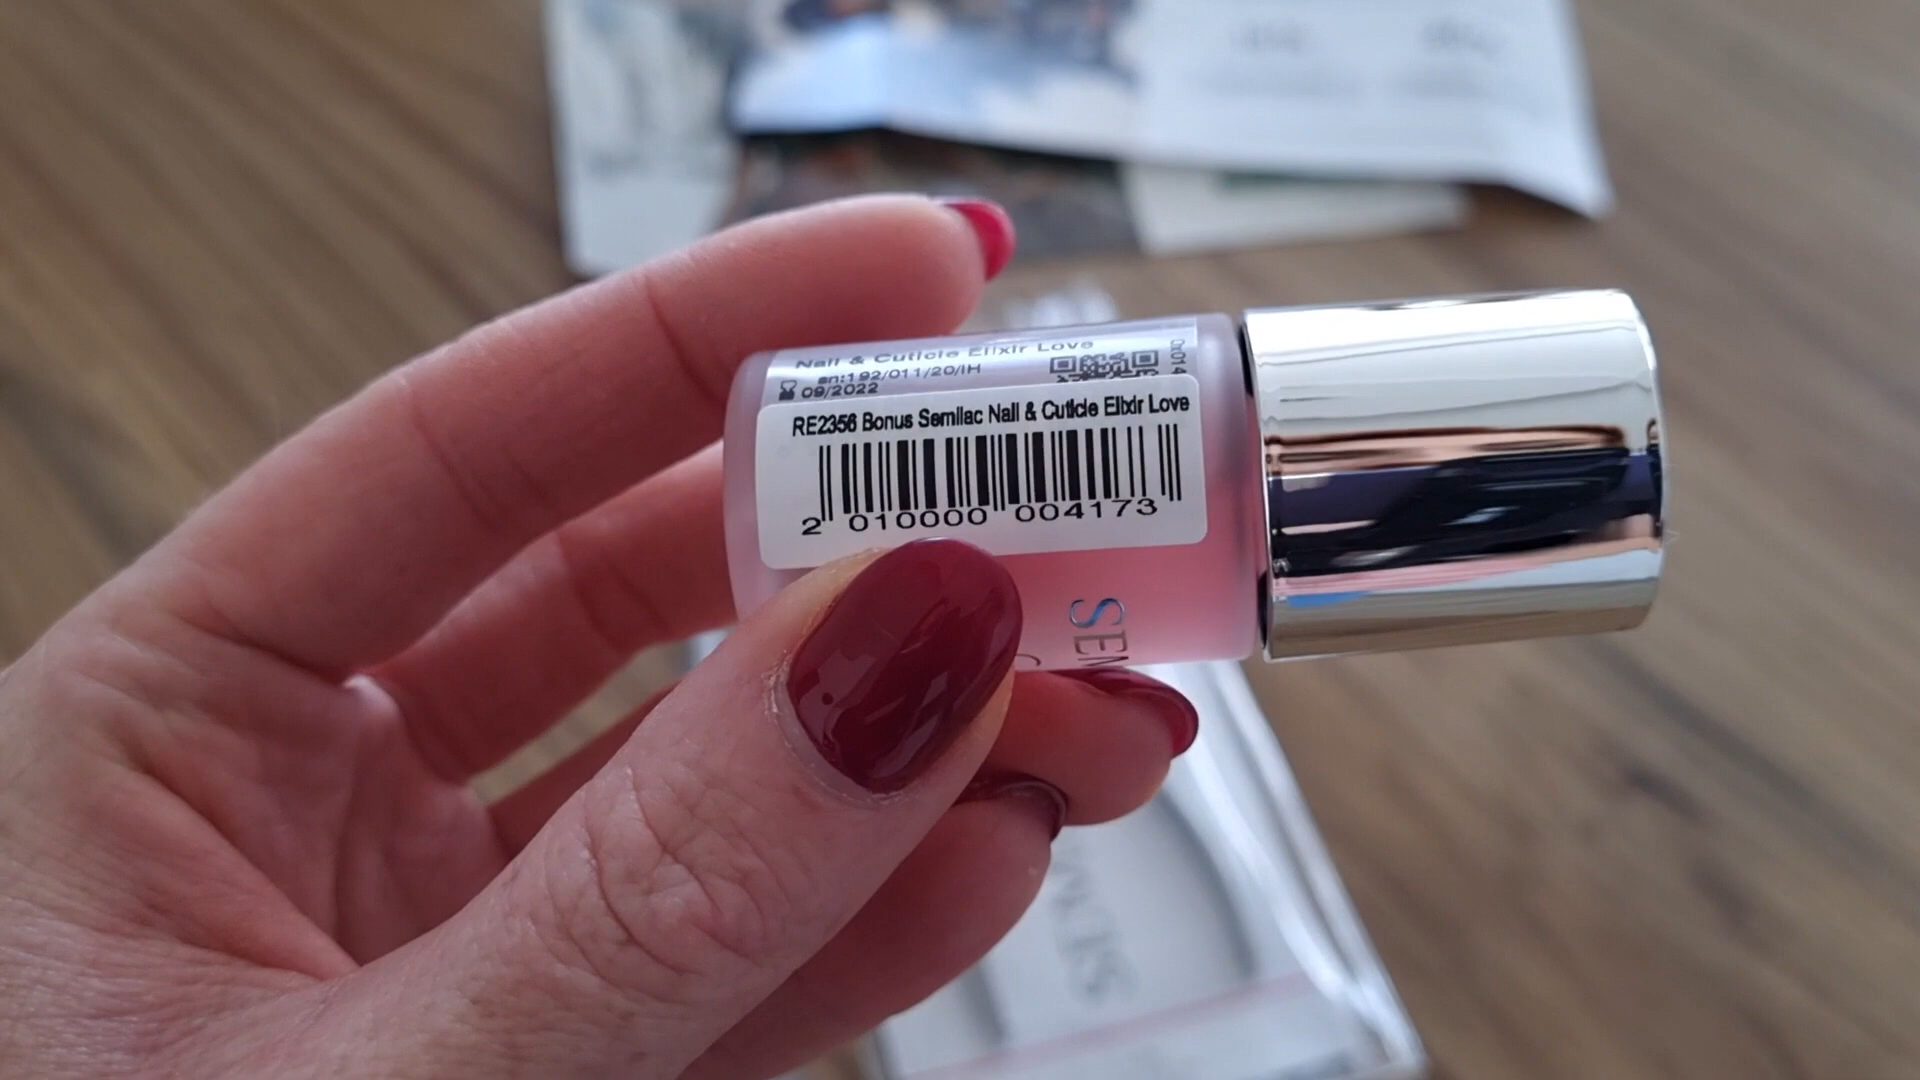 Nail & Cuticle Elixir Love
sn:192/011/20/IH
09/2022
RE2356 Bonus Semilac Nail & Cuticle Elixir Love
2 010000 004173
SEM